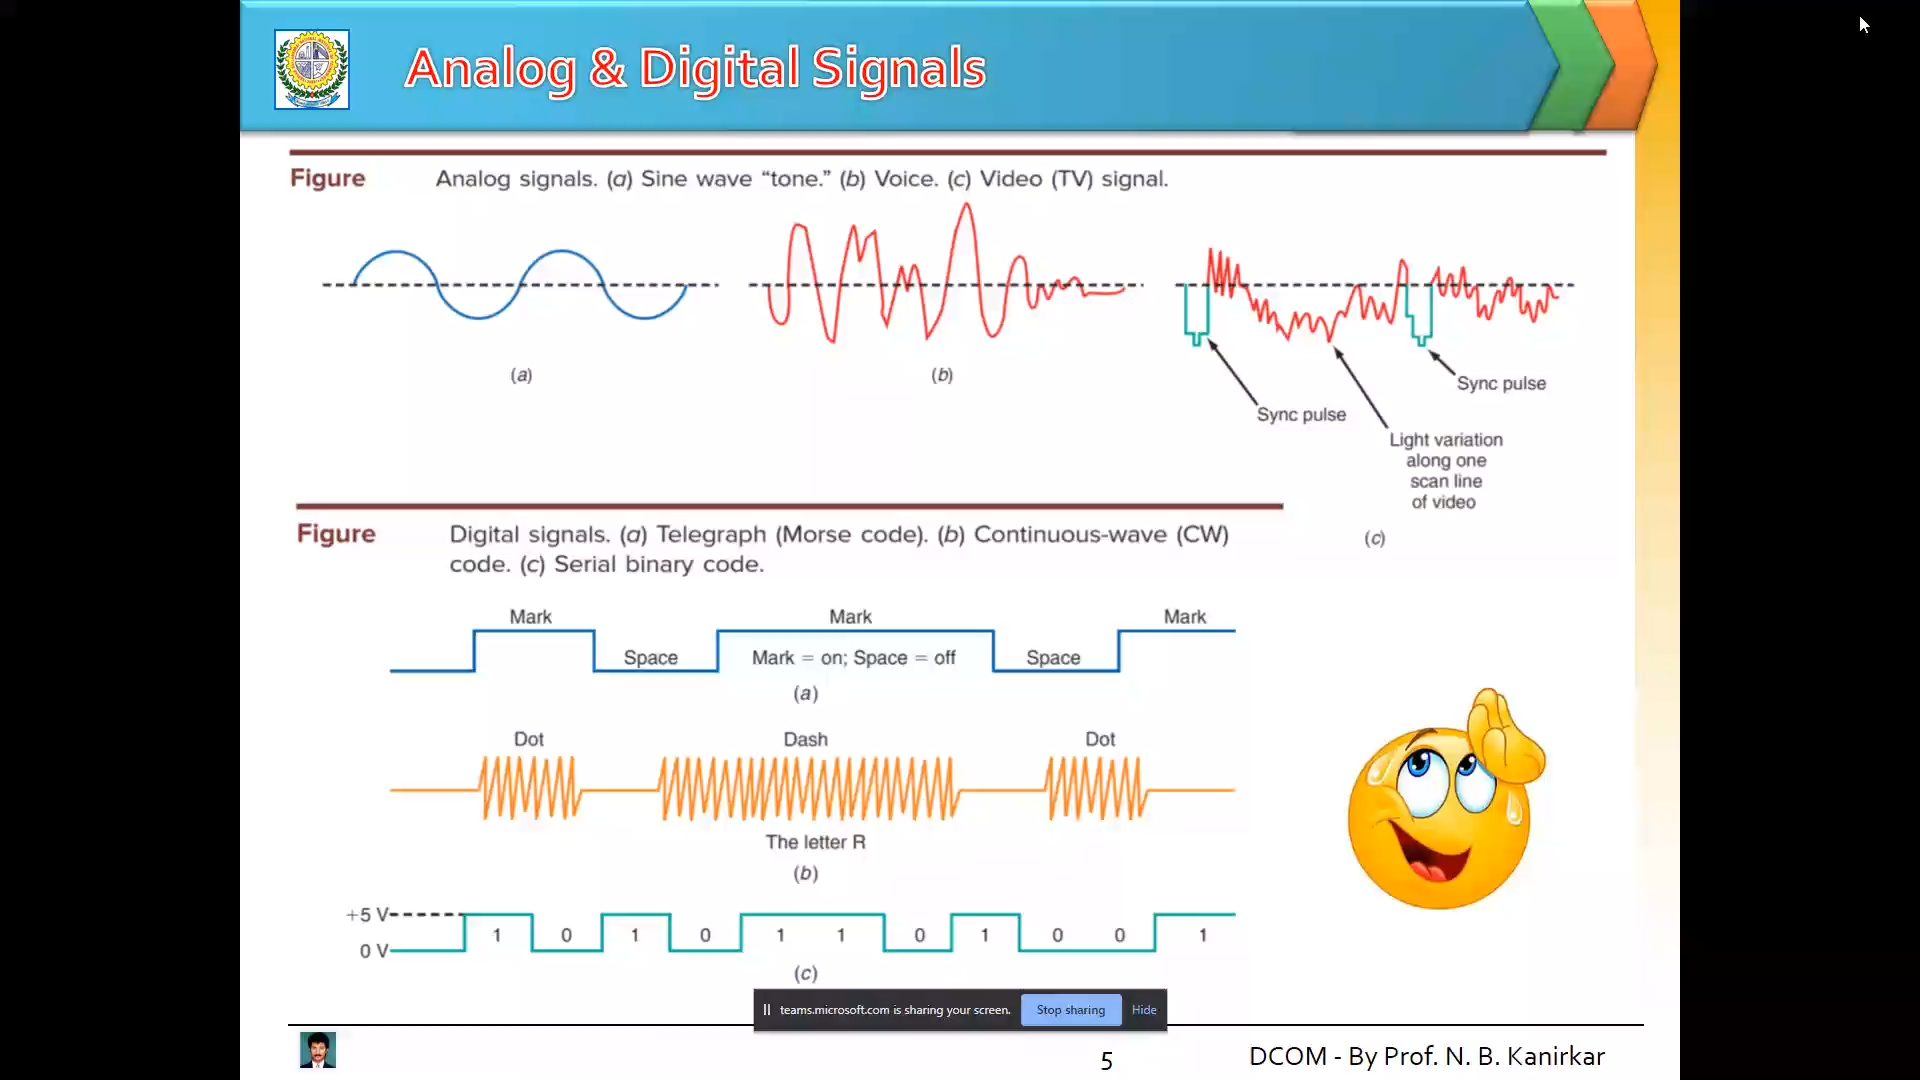 Analog & Digital Signals
Figure Analog signals. (a) Sine wave “tone.” (b) Voice. (c) Video (TV) signal.
(a)
(b)
Sync pulse
Sync pulse
Light variation
along one
scan line
of video
(c)
Figure Digital signals. (a) Telegraph (Morse code). (b) Continuous-wave (CW)
code. (c) Serial binary code.
Mark Mark Mark
Space Mark = on; Space = off Space
(a)
Dot Dash Dot
The letter R
(b)
+5 V
1 0 1 0 1 1 0 1 0 0 1
0 V
(c)
teams.microsoft.com is sharing your screen. Stop sharing Hide
5 DCOM - By Prof. N. B. Kanirkar